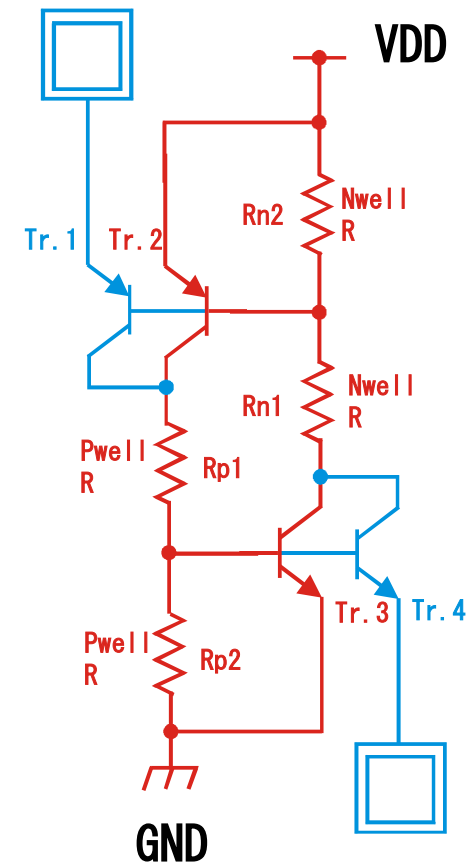 VDD
Nwell
Rn2
R
Tr.1
Tr.2
Nwell
Rn1
R
Pwell
Rp1
R
Tr.3
Tr.4
Pwell
Rp2
R
GND